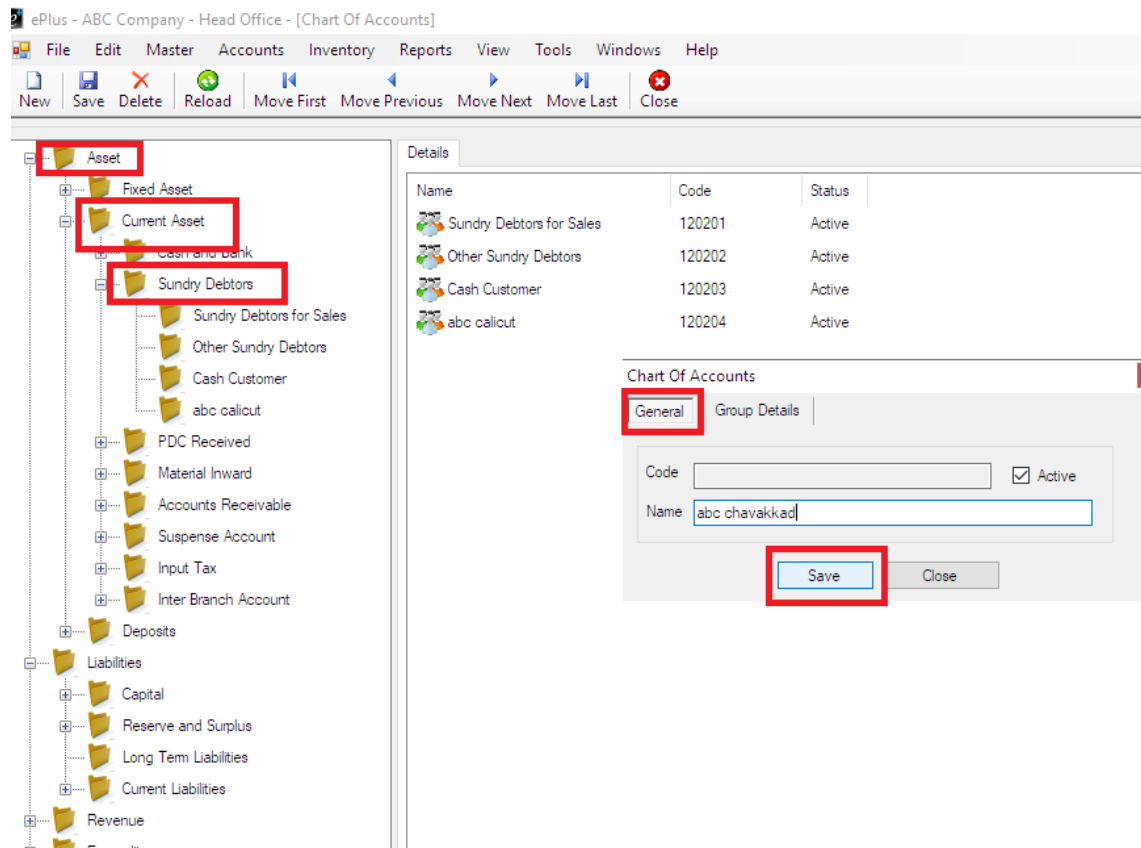 ePlus - ABC Company - Head Office - [Chart Of Accounts]
File Edit Master Accounts Inventory Reports View Tools Windows Help
New Save Delete Reload Move First Move Previous Move Next Move Last Close
Asset
Fixed Asset
Current Asset
Cash and Bank
Sundry Debtors
Sundry Debtors for Sales
Other Sundry Debtors
Cash Customer
abc calicut
PDC Received
Material Inward
Accounts Receivable
Suspense Account
Input Tax
Inter Branch Account
Deposits
Liabilities
Capital
Reserve and Surplus
Long Term Liabilities
Current Liabilities
Revenue
Details
Name Code Status
Sundry Debtors for Sales 120201 Active
Other Sundry Debtors 120202 Active
Cash Customer 120203 Active
abc calicut 120204 Active
Chart Of Accounts
General Group Details
Code Active
Name abc chavakkad
Save Close